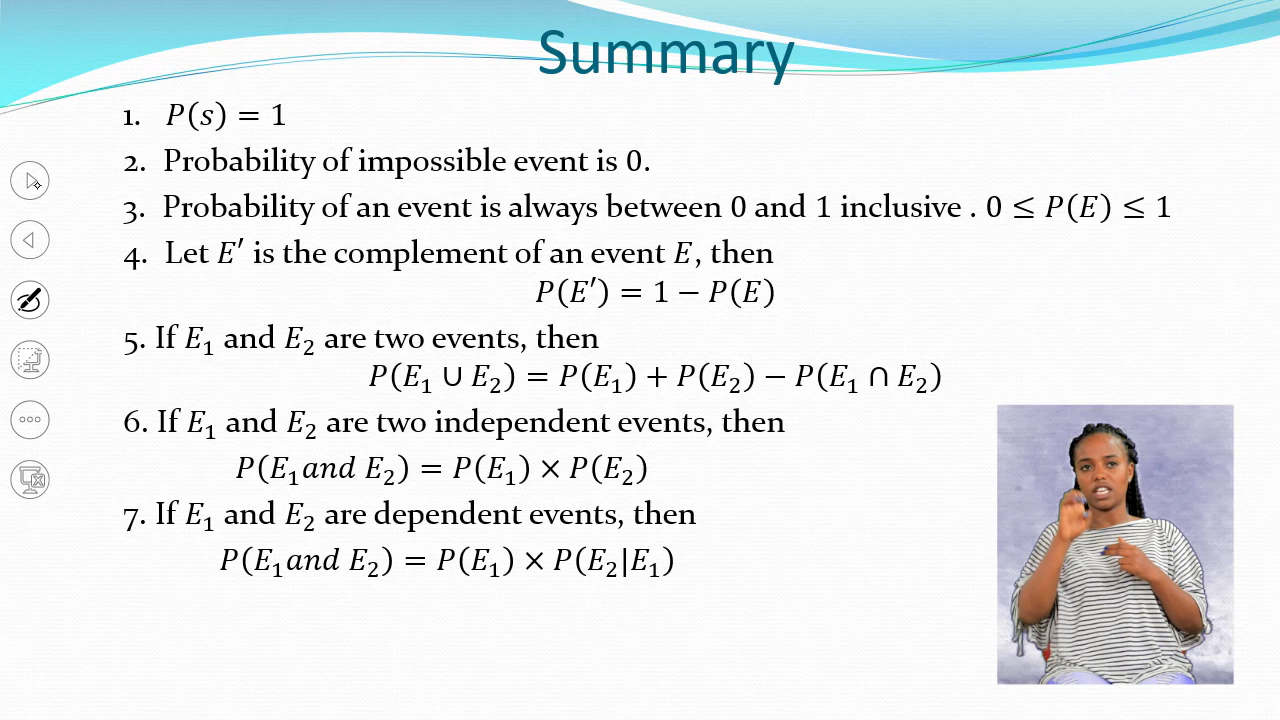 Summary
1. P(s) = 1
2. Probability of impossible event is 0.
3. Probability of an event is always between 0 and 1 inclusive . 0 ≤ P(E) ≤ 1
4. Let E′ is the complement of an event E, then
P(E′) = 1 − P(E)
5. If E₁ and E₂ are two events, then
P(E₁ ∪ E₂) = P(E₁) + P(E₂) − P(E₁ ∩ E₂)
6. If E₁ and E₂ are two independent events, then
P(E₁and E₂) = P(E₁) × P(E₂)
7. If E₁ and E₂ are dependent events, then
P(E₁and E₂) = P(E₁) × P(E₂|E₁)